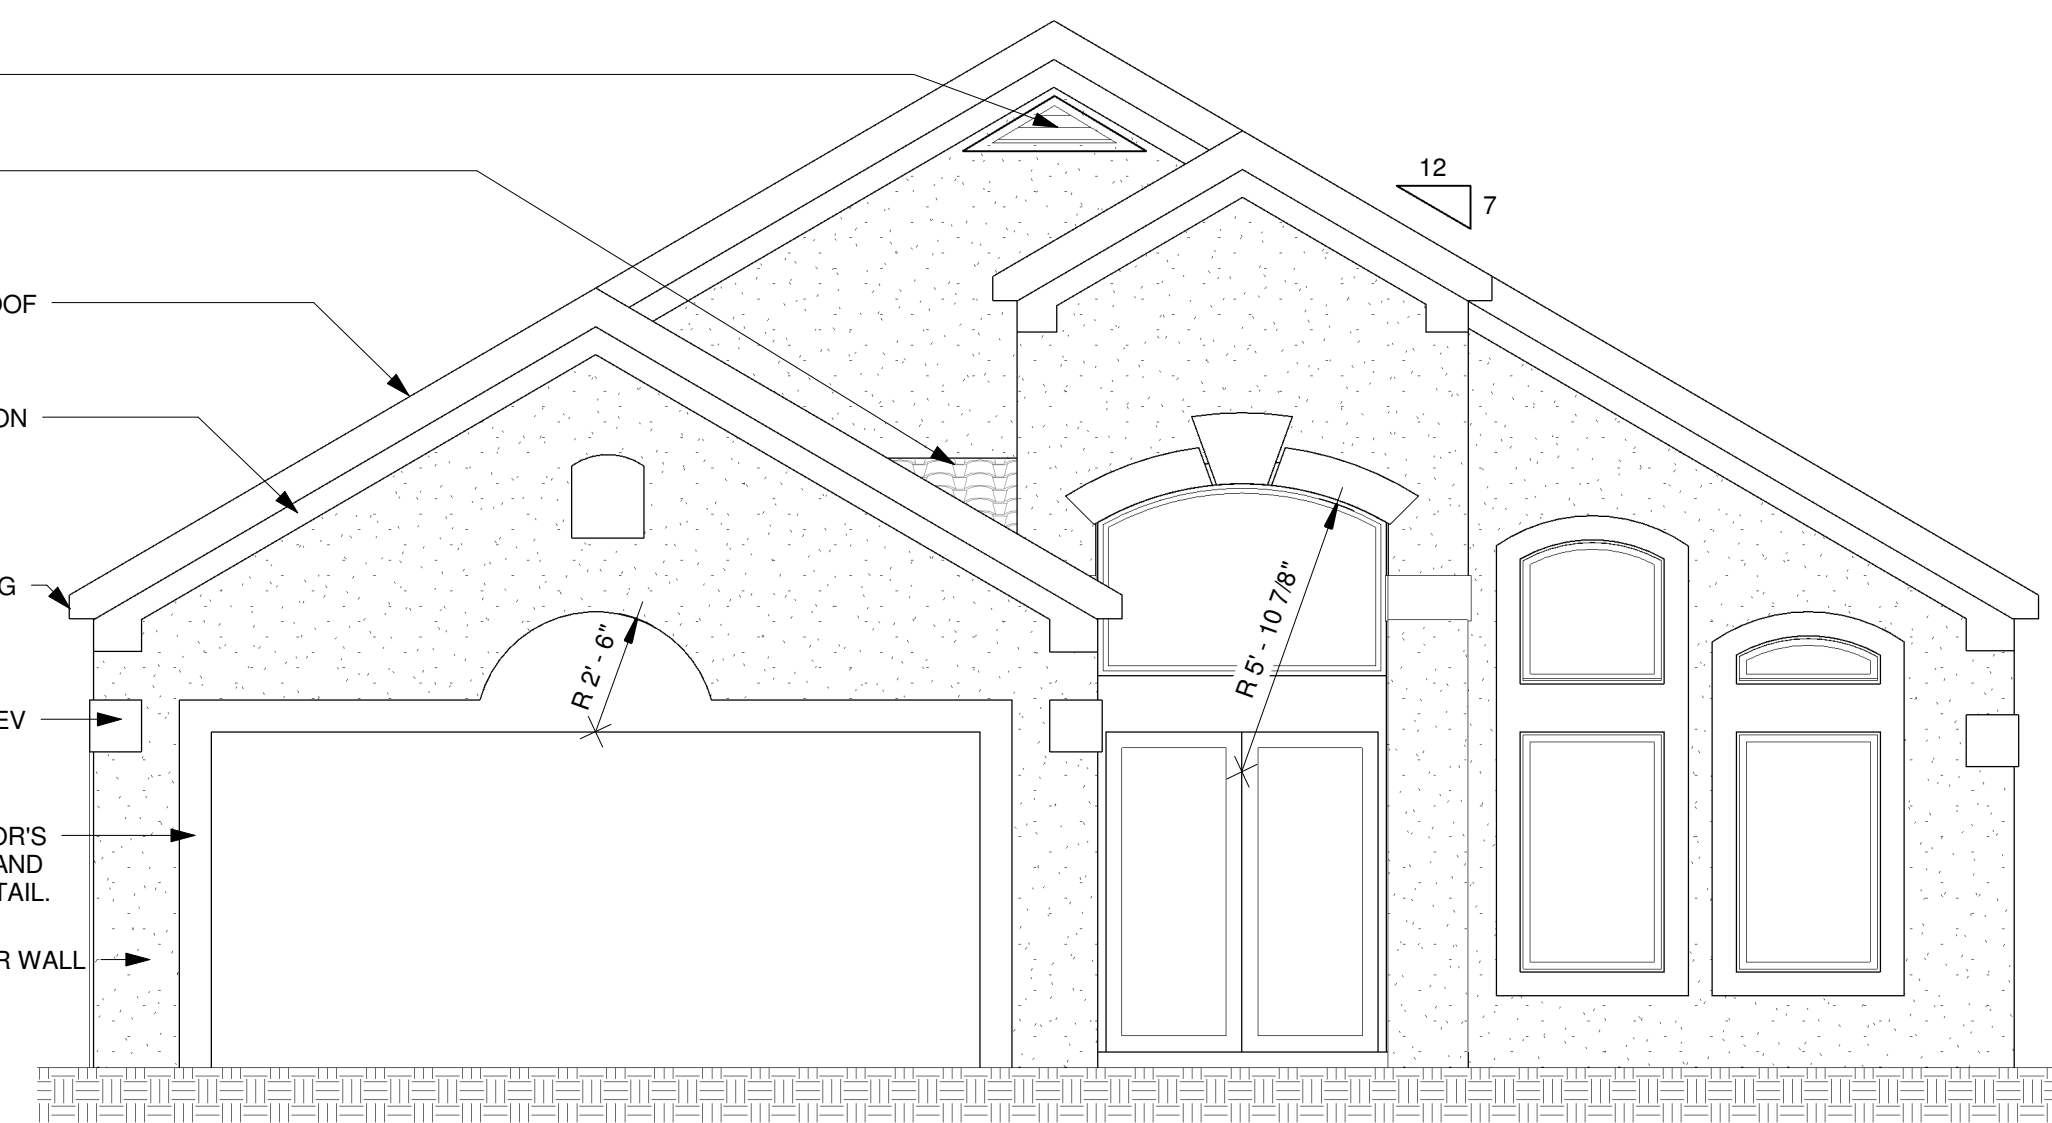 12
7
OOF
ON
G
R 5' - 10 7/8"
R 2' - 6"
EV
OR'S
AND
TAIL.
R WALL